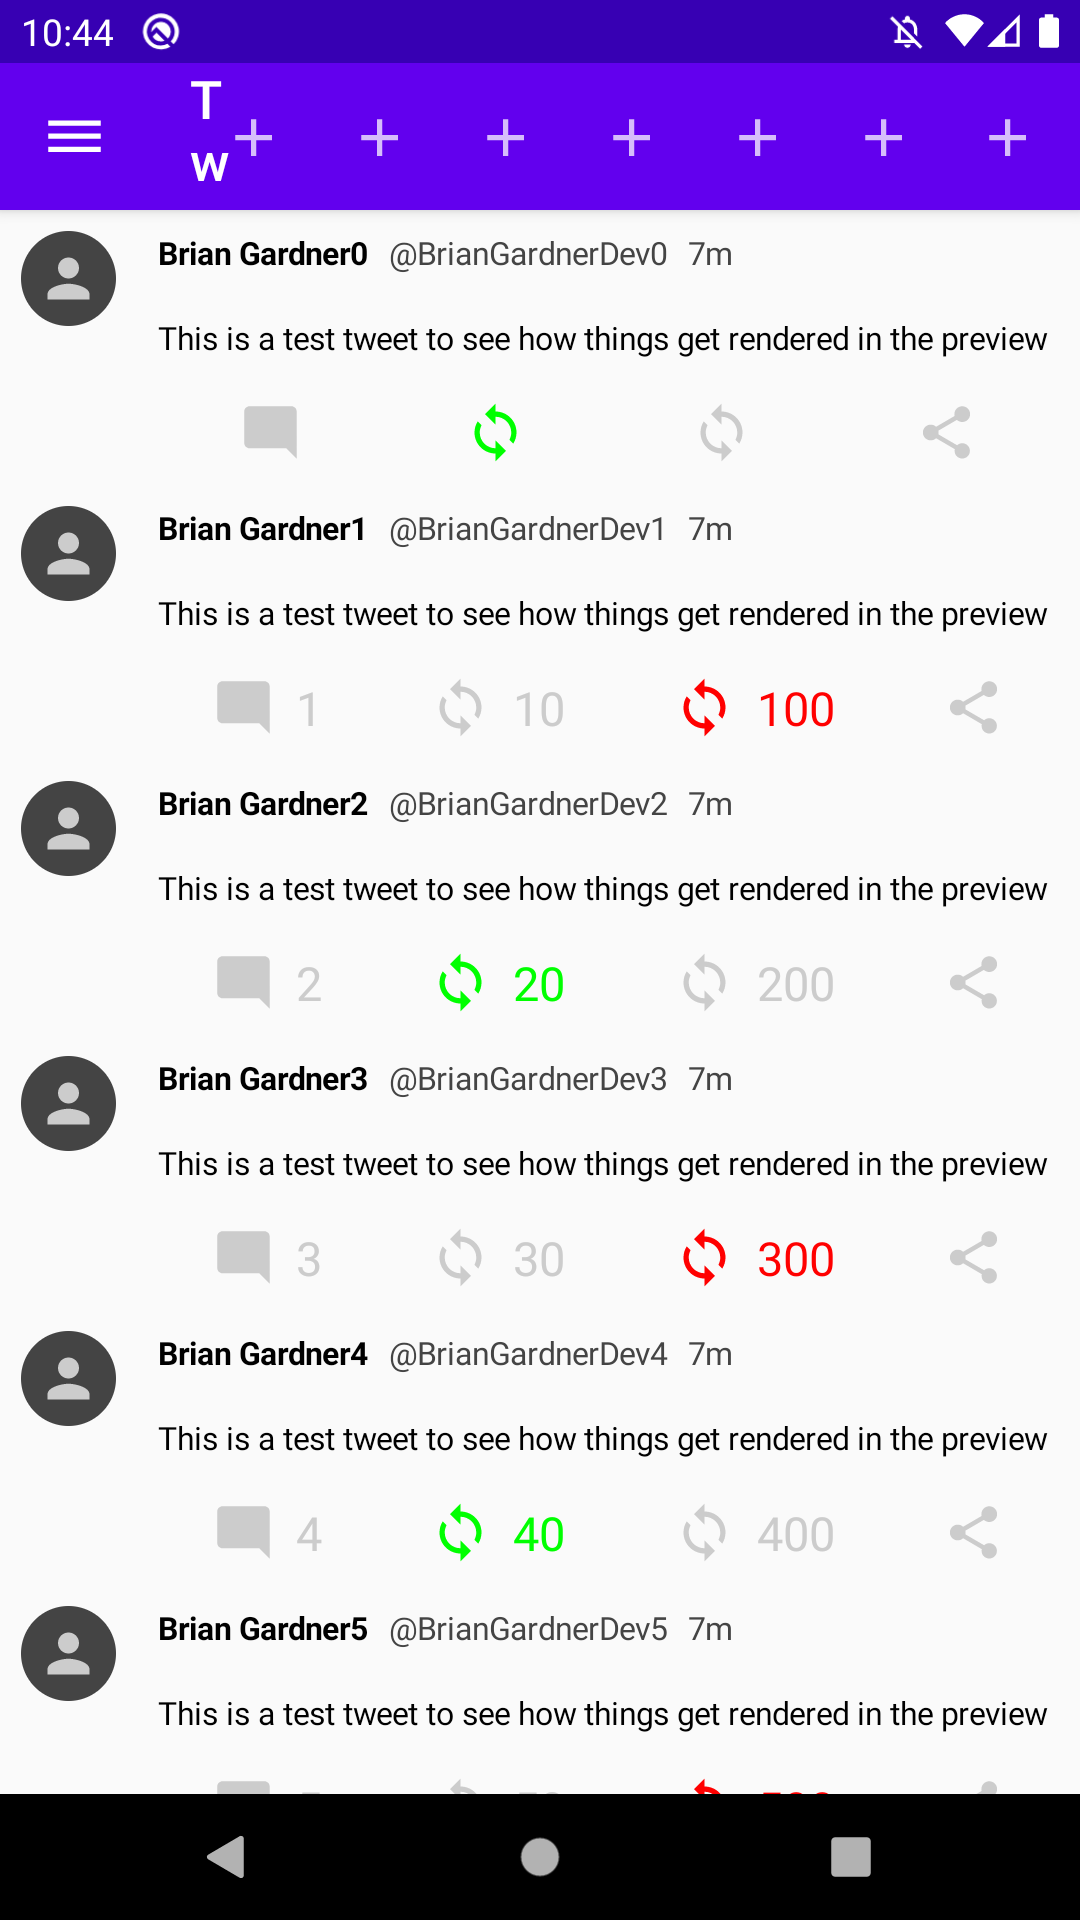 10:44
T
w
Brian Gardner0 @BrianGardnerDev0 7m
This is a test tweet to see how things get rendered in the preview
Brian Gardner1 @BrianGardnerDev1 7m
This is a test tweet to see how things get rendered in the preview
1 10 100
Brian Gardner2 @BrianGardnerDev2 7m
This is a test tweet to see how things get rendered in the preview
2 20 200
Brian Gardner3 @BrianGardnerDev3 7m
This is a test tweet to see how things get rendered in the preview
3 30 300
Brian Gardner4 @BrianGardnerDev4 7m
This is a test tweet to see how things get rendered in the preview
4 40 400
Brian Gardner5 @BrianGardnerDev5 7m
This is a test tweet to see how things get rendered in the preview